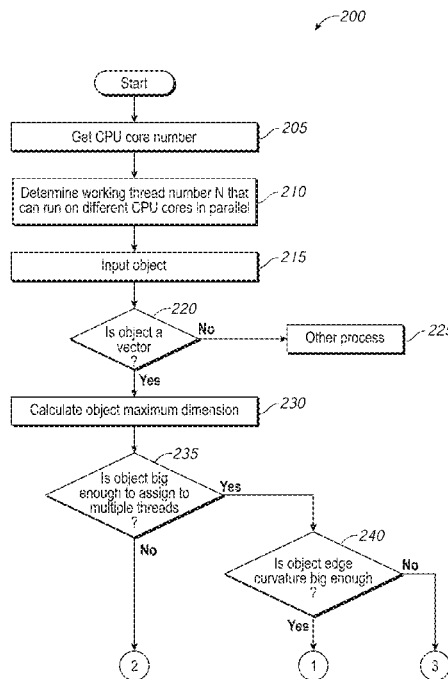 200
Start
Get CPU core number
205
Determine working thread number N that
can run on different CPU cores in parallel
210
Input object
215
220
Is object a
vector
?
No
Other process
225
Yes
Calculate object maximum dimension
230
235
Is object big
enough to assign to
multiple threads
?
Yes
No
240
Is object edge
curvature big enough
?
No
Yes
2
1
3